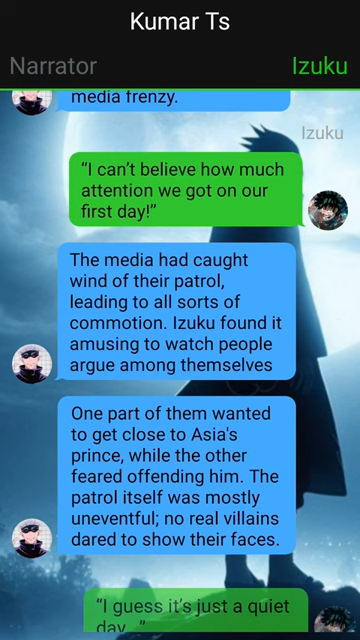 Kumar Ts
Narrator
Izuku
media frenzy.
Izuku
“I can’t believe how much
attention we got on our
first day!”
The media had caught
wind of their patrol,
leading to all sorts of
commotion. Izuku found it
amusing to watch people
argue among themselves
One part of them wanted
to get close to Asia's
prince, while the other
feared offending him. The
patrol itself was mostly
uneventful; no real villains
dared to show their faces.
“I guess it’s just a quiet
day...”